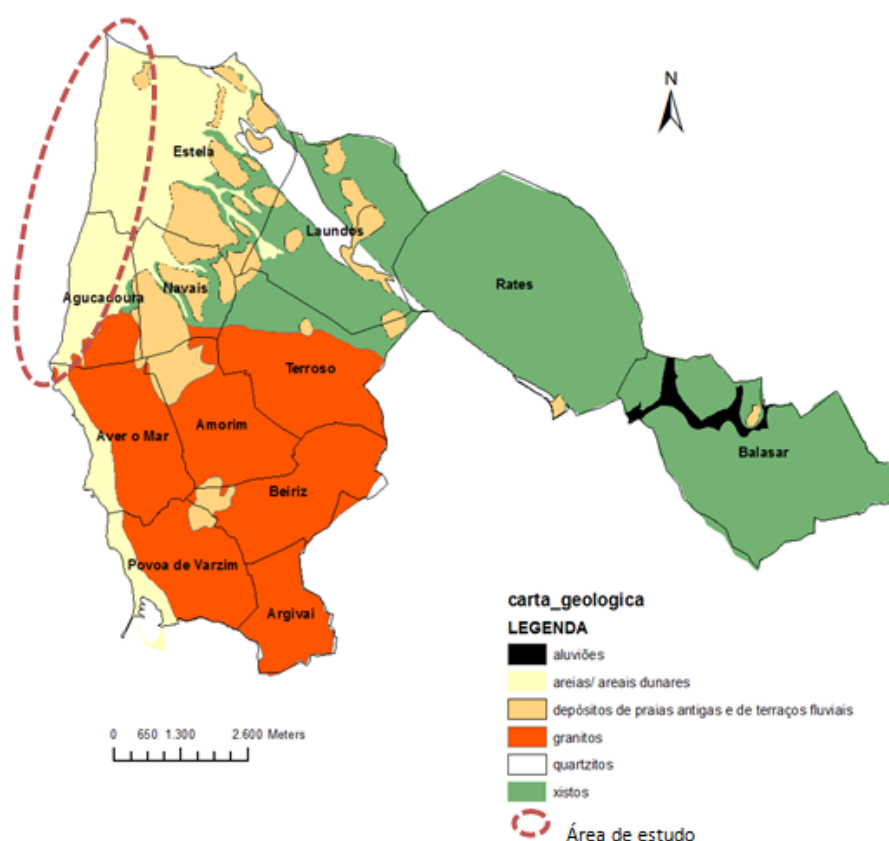 N
Estela
Laundos
Rates
Navais
Aguçadoura
Terroso
Aver o Mar
Amorim
Balasar
Beiriz
Povoa de Varzim
Argivai
carta_geologica
LEGENDA
aluviões
areias/ areais dunares
depósitos de praias antigas e de terraços fluviais
granitos
quartzitos
xistos
Área de estudo
0 650 1.300 2.600 Meters